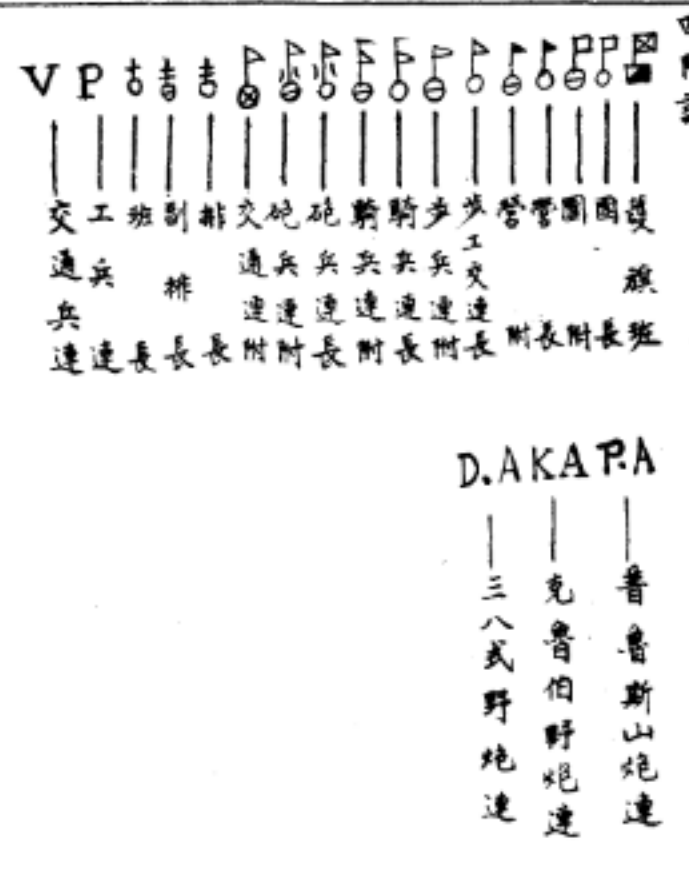 護旗班
團長
團附
營長
營附
步工交連長
步兵連附
騎兵連長
騎兵連附
砲兵連長
砲兵連附
交通連附
排長
副排長
班長
P 工兵連
V 交通兵連
P.A 普魯斯山炮連
KA 克魯伯野炮連
D.A 三八式野炮連